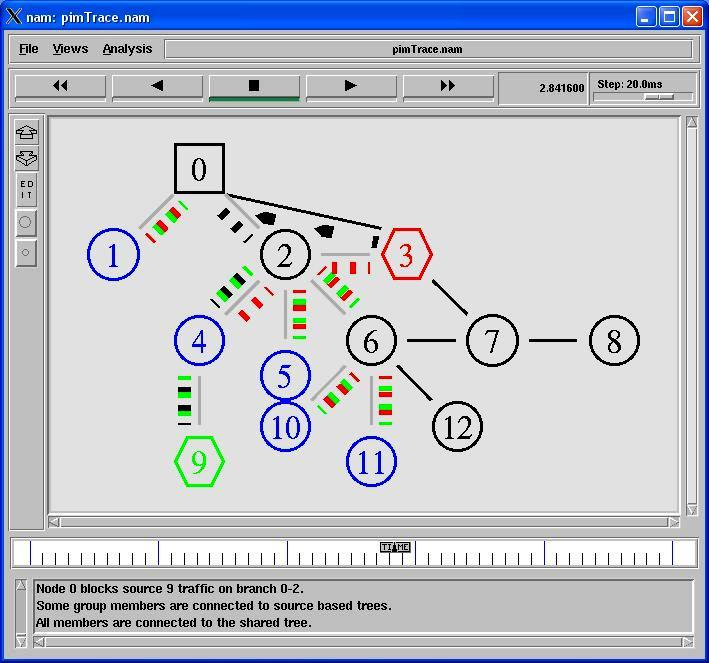 nam: pimTrace.nam
File Views Analysis pimTrace.nam
2.841600 Step: 20.0ms
ED
IT
0
1 2 3
4 6 7 8
5
10 12
9 11
TIME
Node 0 blocks source 9 traffic on branch 0-2.
Some group members are connected to source based trees.
All members are connected to the shared tree.